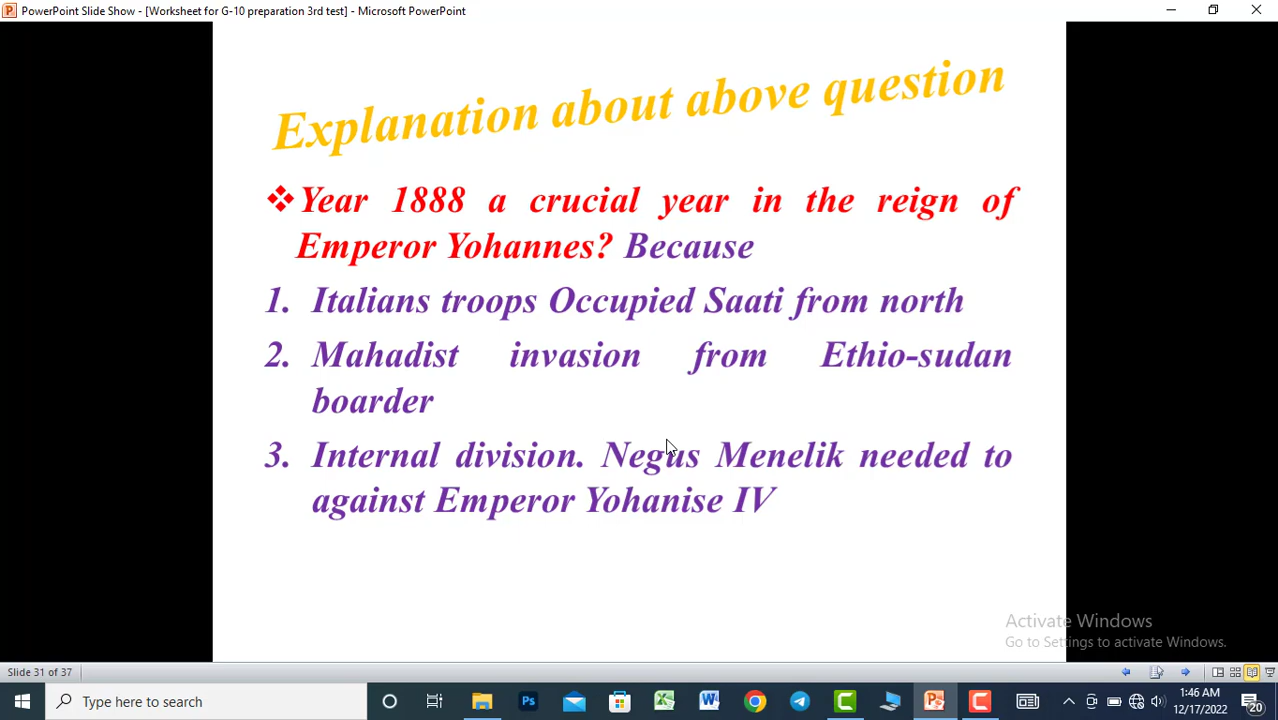 PowerPoint Slide Show - [Worksheet for G-10 preparation 3rd test] - Microsoft PowerPoint
Explanation about above question
❖Year 1888 a crucial year in the reign of
Emperor Yohannes? Because
1. Italians troops Occupied Saati from north
2. Mahadist invasion from Ethio-sudan
boarder
3. Internal division. Negus Menelik needed to
against Emperor Yohanise IV
Activate Windows
Go to Settings to activate Windows.
Slide 31 of 37
Type here to search
Ps
1:46 AM
12/17/2022
20